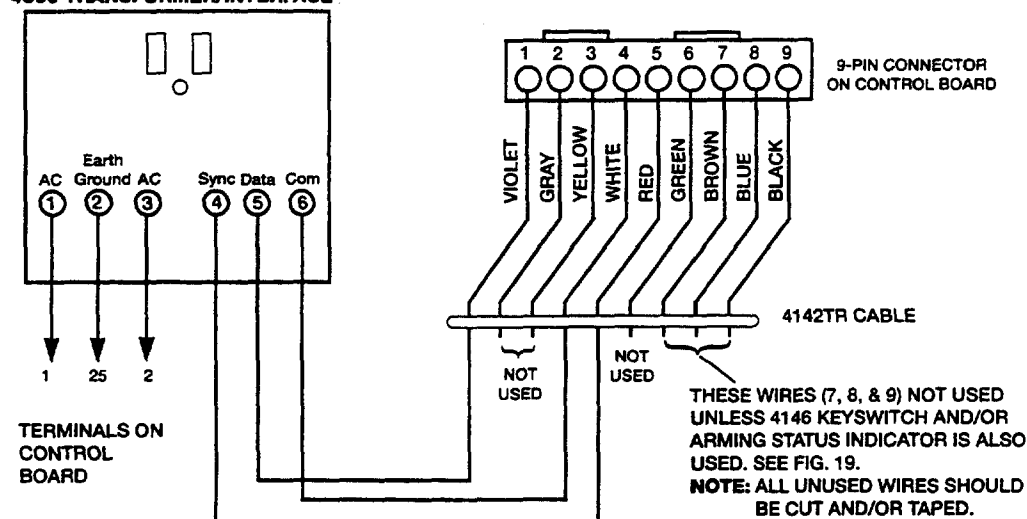 4300 TRANSFORMER/INTERFACE
1 2 3 4 5 6 7 8 9
9-PIN CONNECTOR
ON CONTROL BOARD
VIOLET
GRAY
YELLOW
WHITE
RED
GREEN
BROWN
BLUE
BLACK
Earth
AC Ground AC Sync Data Com
1 2 3 4 5 6
4142TR CABLE
1 25 2
NOT
USED
NOT
USED
TERMINALS ON
CONTROL
BOARD
THESE WIRES (7, 8, & 9) NOT USED
UNLESS 4146 KEYSWITCH AND/OR
ARMING STATUS INDICATOR IS ALSO
USED. SEE FIG. 19.
NOTE: ALL UNUSED WIRES SHOULD
BE CUT AND/OR TAPED.